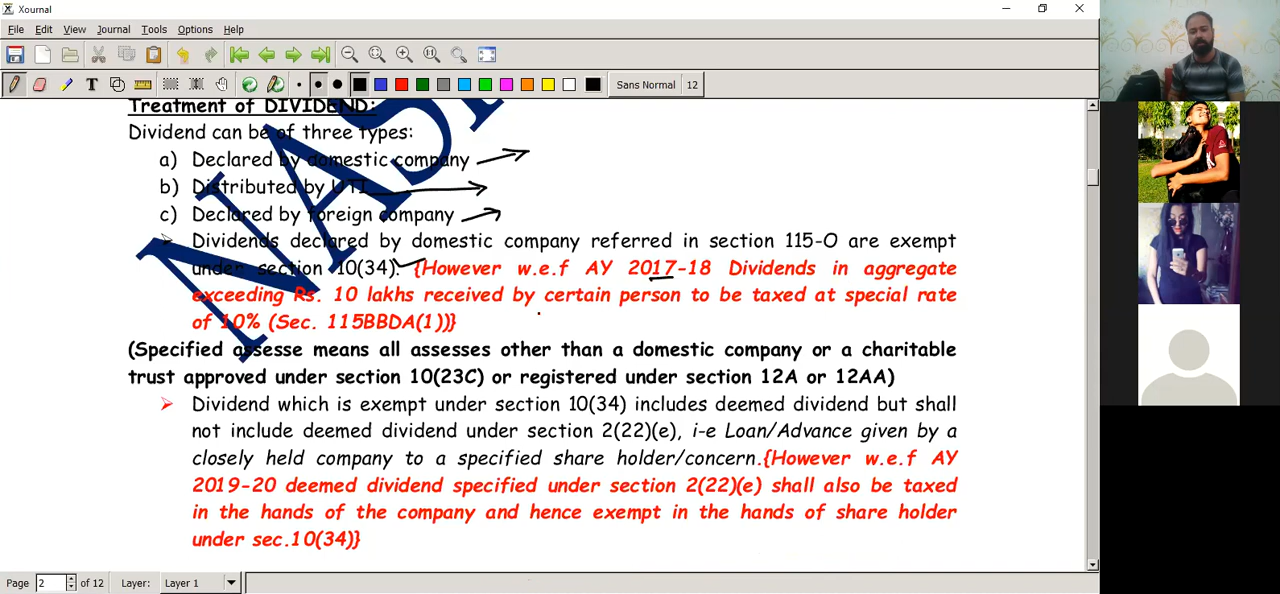 Xournal
File Edit View Journal Tools Options Help
Sans Normal 12
Treatment of DIVIDEND:
Dividend can be of three types:
a) Declared by domestic company
b) Distributed by UTI
c) Declared by foreign company
Dividends declared by domestic company referred in section 115-O are exempt
under section 10(34). {However w.e.f AY 2017-18 Dividends in aggregate
exceeding Rs. 10 lakhs received by certain person to be taxed at special rate
of 10% (Sec. 115BBDA(1))}
(Specified assesse means all assesses other than a domestic company or a charitable
trust approved under section 10(23C) or registered under section 12A or 12AA)
Dividend which is exempt under section 10(34) includes deemed dividend but shall
not include deemed dividend under section 2(22)(e), i-e Loan/Advance given by a
closely held company to a specified share holder/concern.{However w.e.f AY
2019-20 deemed dividend specified under section 2(22)(e) shall also be taxed
in the hands of the company and hence exempt in the hands of share holder
under sec.10(34)}
Page 2 of 12 Layer: Layer 1